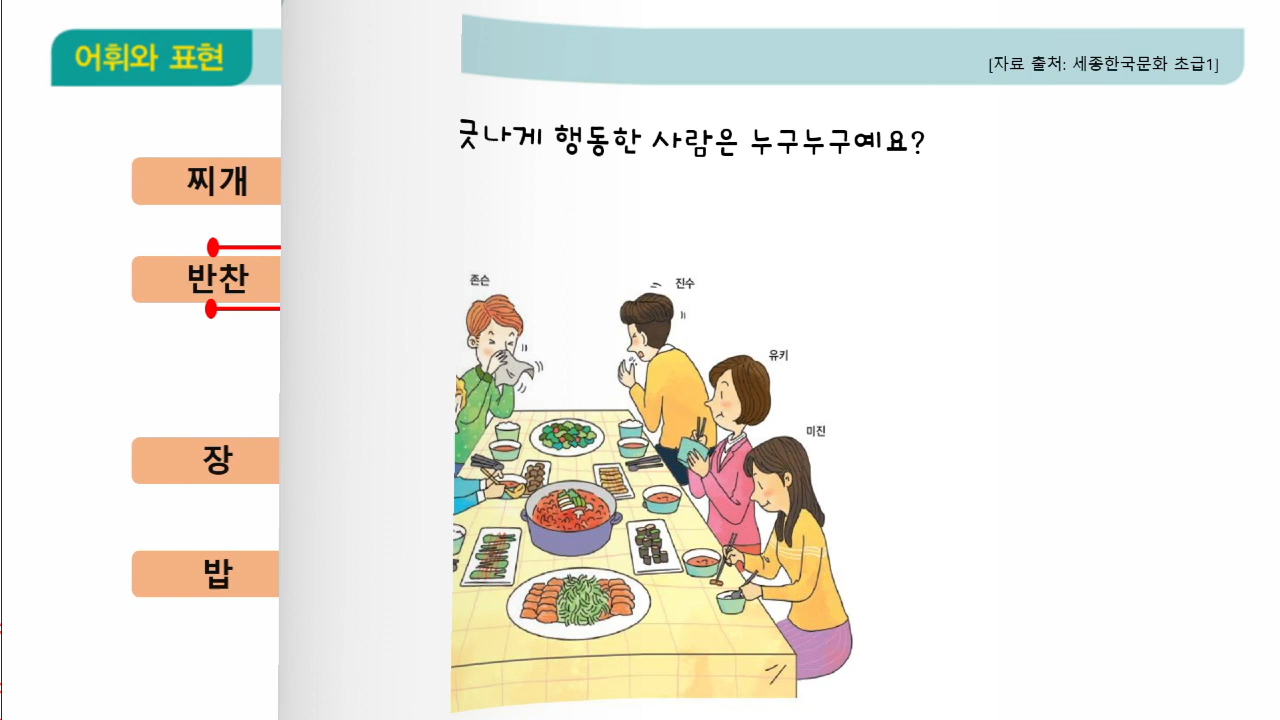 어휘와 표현
[자료 출처: 세종한국문화 초급1]
긋나게 행동한 사람은 누구누구예요?
찌개
반찬
장
밥
존슨
진수
유키
미진